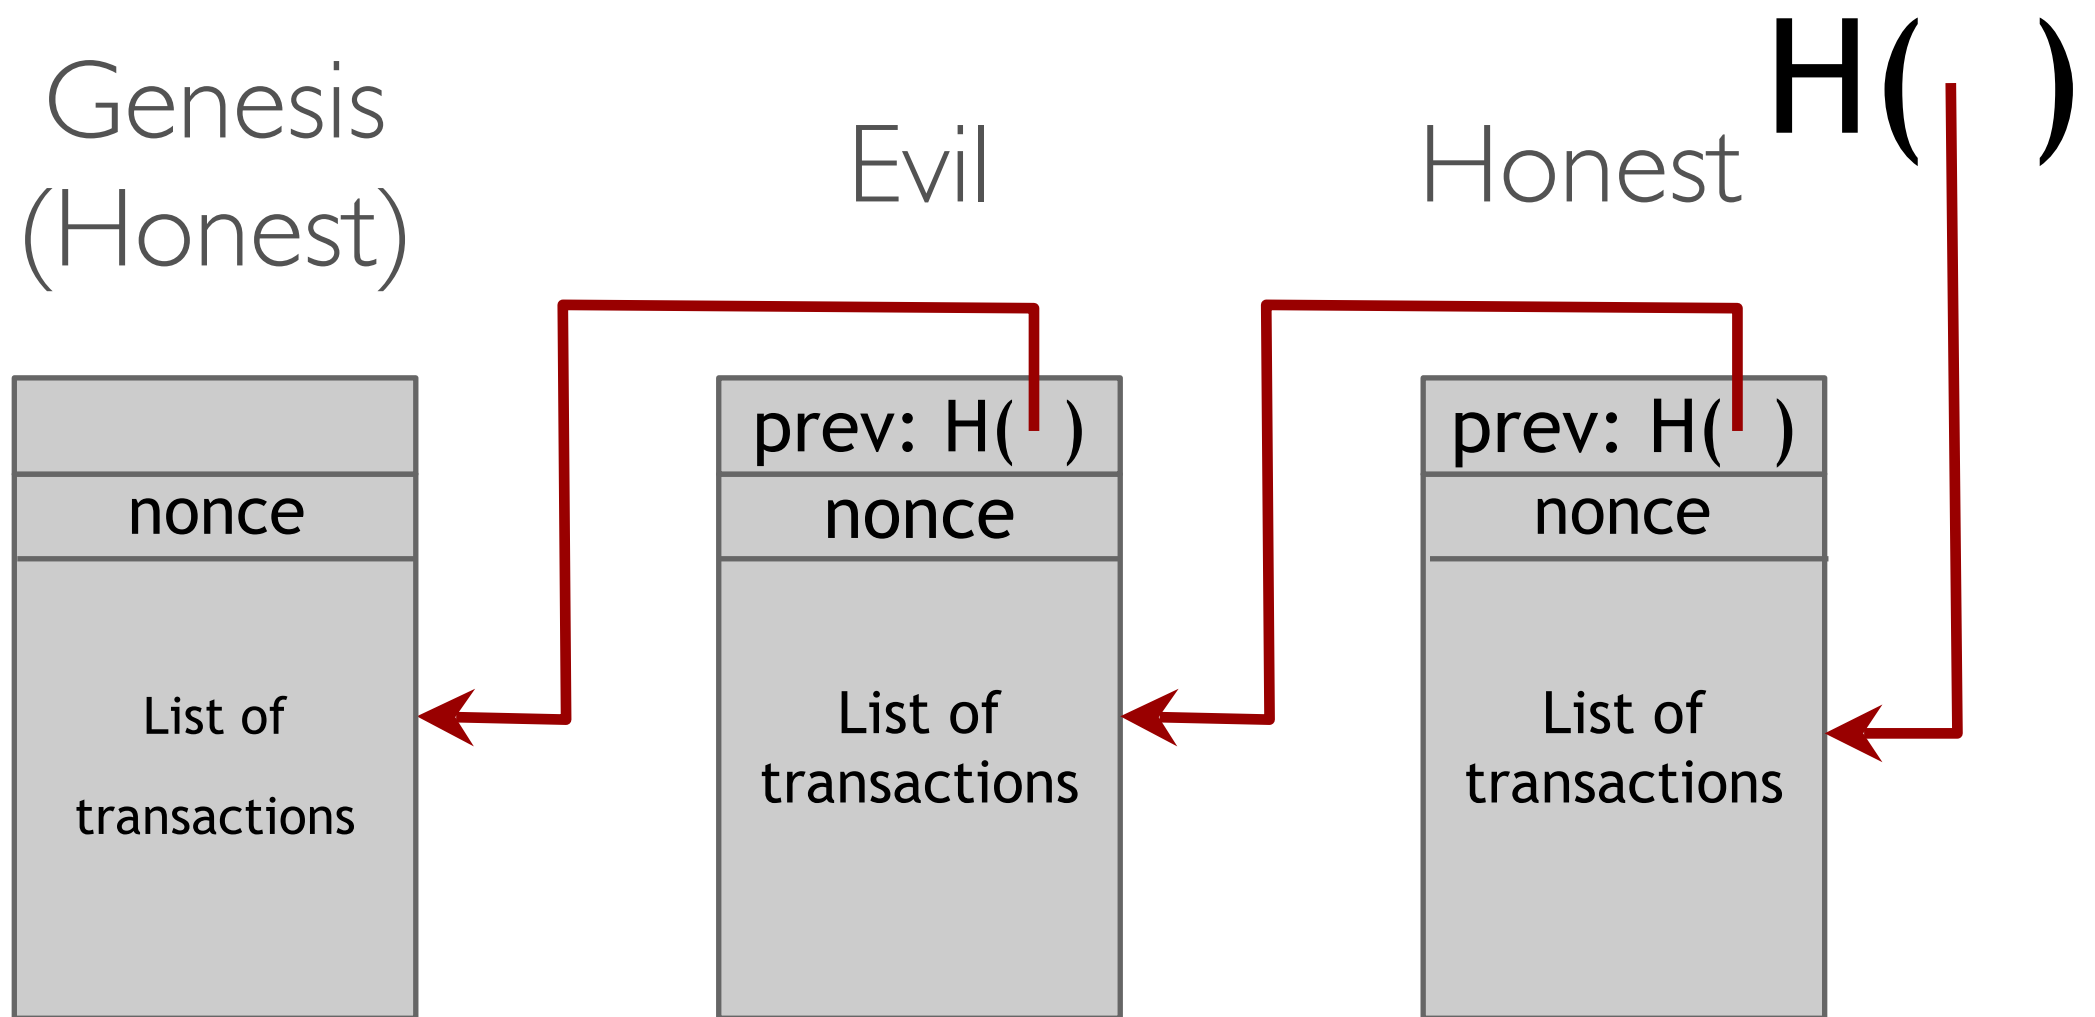 Genesis
(Honest)
Evil
Honest
H( )
prev: H( )
prev: H( )
nonce
nonce
nonce
List of
transactions
List of
transactions
List of
transactions